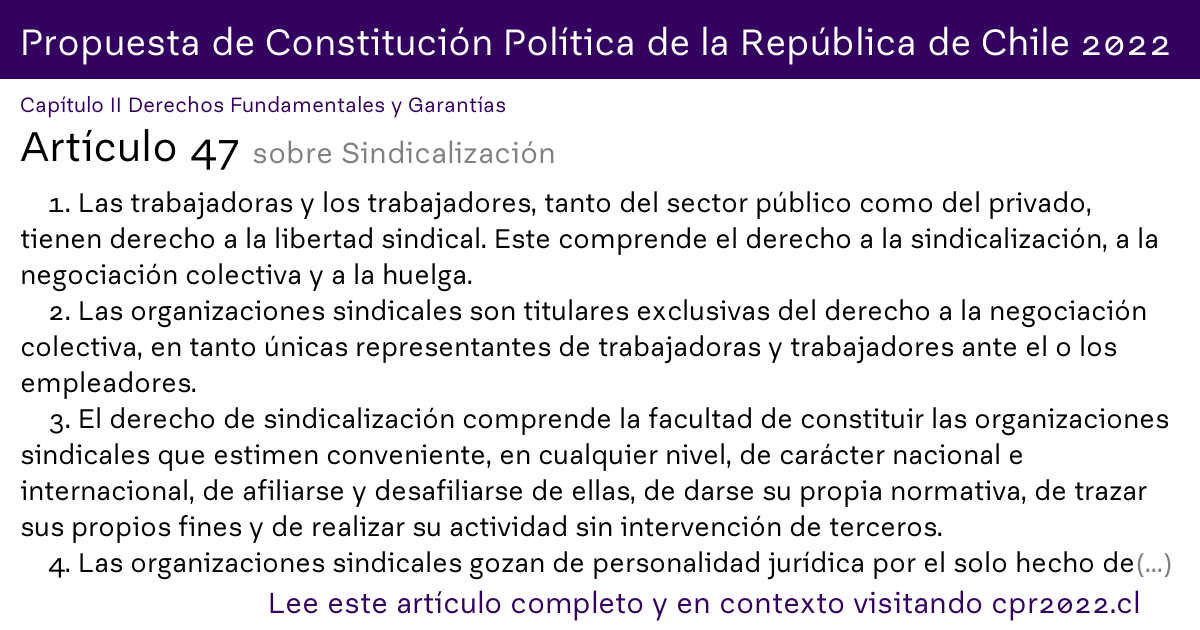 Propuesta de Constitución Política de la República de Chile 2022
Capítulo II Derechos Fundamentales y Garantías
Artículo 47 sobre Sindicalización
1. Las trabajadoras y los trabajadores, tanto del sector público como del privado,
tienen derecho a la libertad sindical. Este comprende el derecho a la sindicalización, a la
negociación colectiva y a la huelga.
2. Las organizaciones sindicales son titulares exclusivas del derecho a la negociación
colectiva, en tanto únicas representantes de trabajadoras y trabajadores ante el o los
empleadores.
3. El derecho de sindicalización comprende la facultad de constituir las organizaciones
sindicales que estimen conveniente, en cualquier nivel, de carácter nacional e
internacional, de afiliarse y desafiliarse de ellas, de darse su propia normativa, de trazar
sus propios fines y de realizar su actividad sin intervención de terceros.
4. Las organizaciones sindicales gozan de personalidad jurídica por el solo hecho de(...)
Lee este artículo completo y en contexto visitando cpr2022.cl